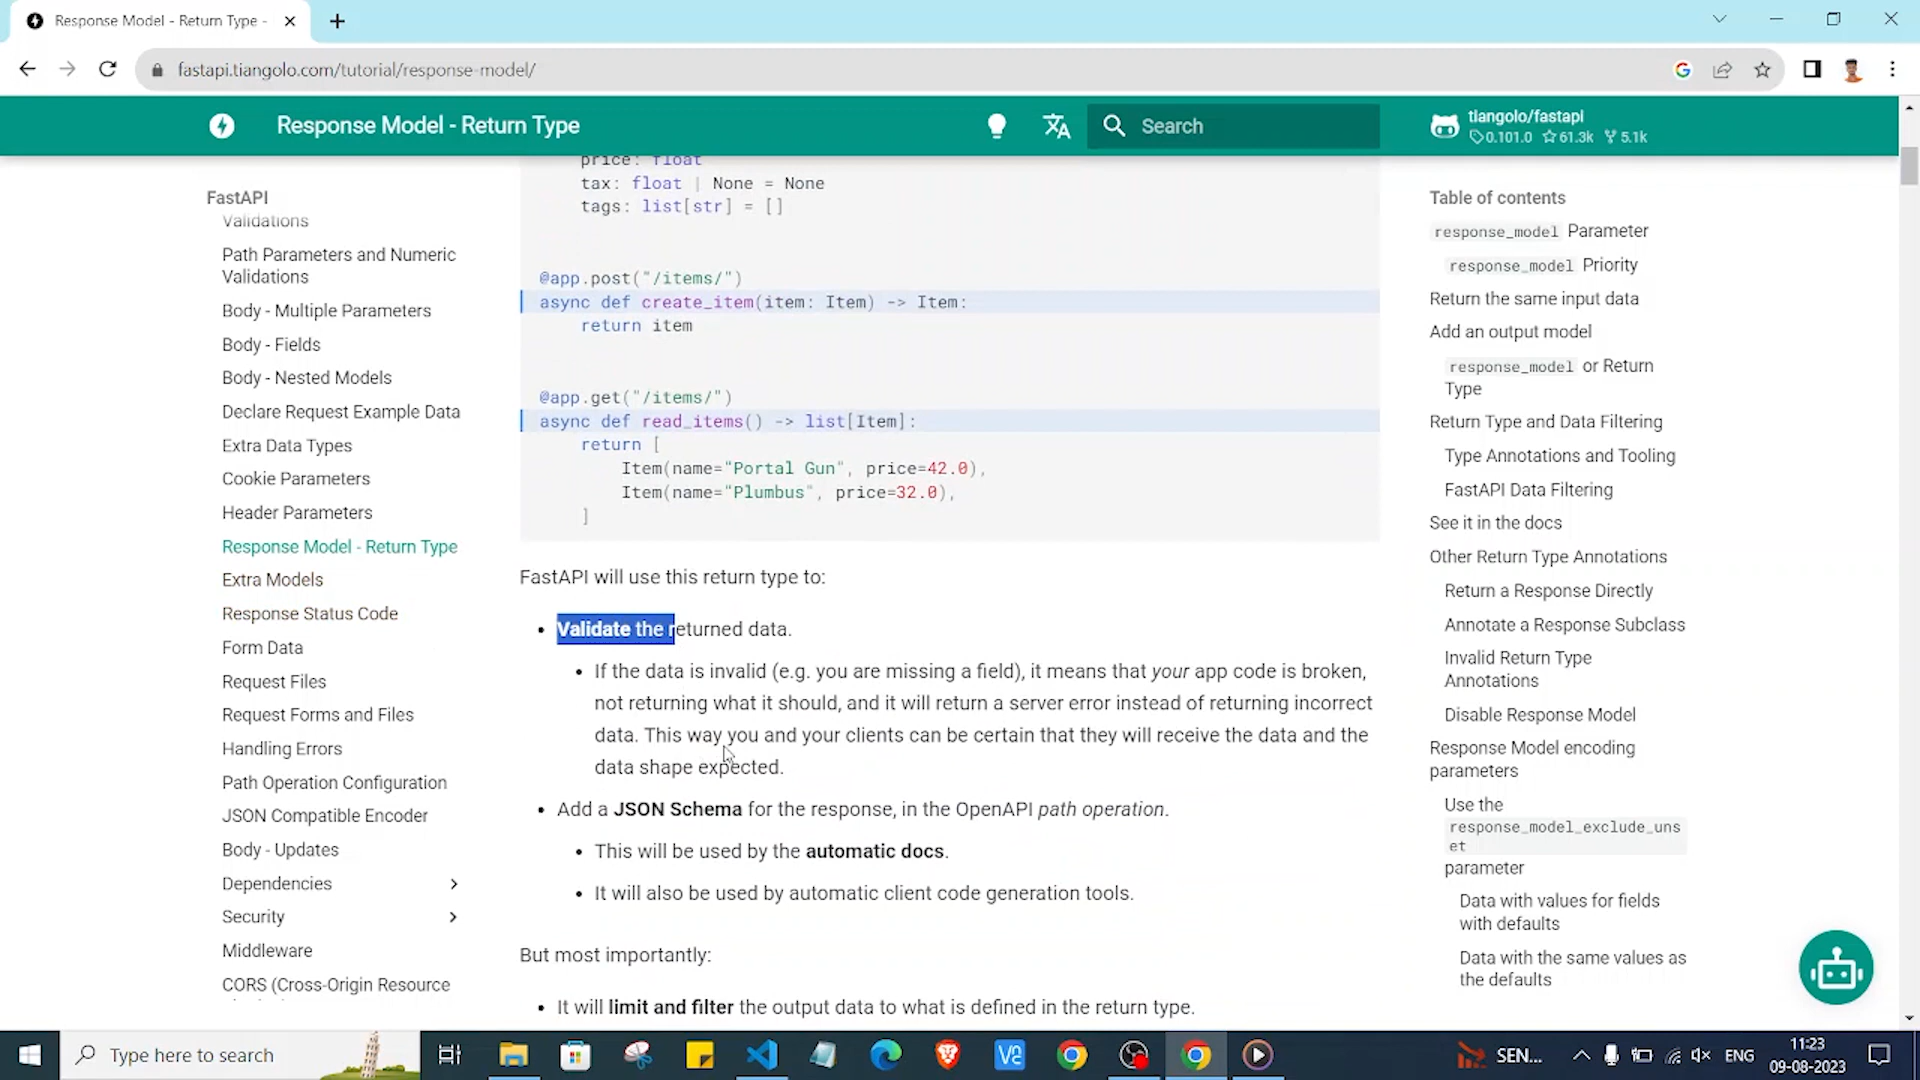 Response Model - Return Type -
fastapi.tiangolo.com/tutorial/response-model/
Response Model - Return Type
Search
tiangolo/fastapi
0.101.0 61.3k 5.1k
FastAPI
Validations
Path Parameters and Numeric
Validations
Body - Multiple Parameters
Body - Fields
Body - Nested Models
Declare Request Example Data
Extra Data Types
Cookie Parameters
Header Parameters
Response Model - Return Type
Extra Models
Response Status Code
Form Data
Request Files
Request Forms and Files
Handling Errors
Path Operation Configuration
JSON Compatible Encoder
Body - Updates
Dependencies
Security
Middleware
CORS (Cross-Origin Resource
price: float
tax: float | None = None
tags: list[str] = []
@app.post("/items/")
async def create_item(item: Item) -> Item:
return item
@app.get("/items/")
async def read_items() -> list[Item]:
return [
Item(name="Portal Gun", price=42.0),
Item(name="Plumbus", price=32.0),
]
FastAPI will use this return type to:
• Validate the returned data.
• If the data is invalid (e.g. you are missing a field), it means that your app code is broken,
not returning what it should, and it will return a server error instead of returning incorrect
data. This way you and your clients can be certain that they will receive the data and the
data shape expected.
• Add a JSON Schema for the response, in the OpenAPI path operation.
• This will be used by the automatic docs.
• It will also be used by automatic client code generation tools.
But most importantly:
• It will limit and filter the output data to what is defined in the return type.
Table of contents
response_model Parameter
response_model Priority
Return the same input data
Add an output model
response_model or Return
Type
Return Type and Data Filtering
Type Annotations and Tooling
FastAPI Data Filtering
See it in the docs
Other Return Type Annotations
Return a Response Directly
Annotate a Response Subclass
Invalid Return Type
Annotations
Disable Response Model
Response Model encoding
parameters
Use the
response_model_exclude_uns
et
parameter
Data with values for fields
with defaults
Data with the same values as
the defaults
Type here to search
SEN...
ENG
11:23
09-08-2023